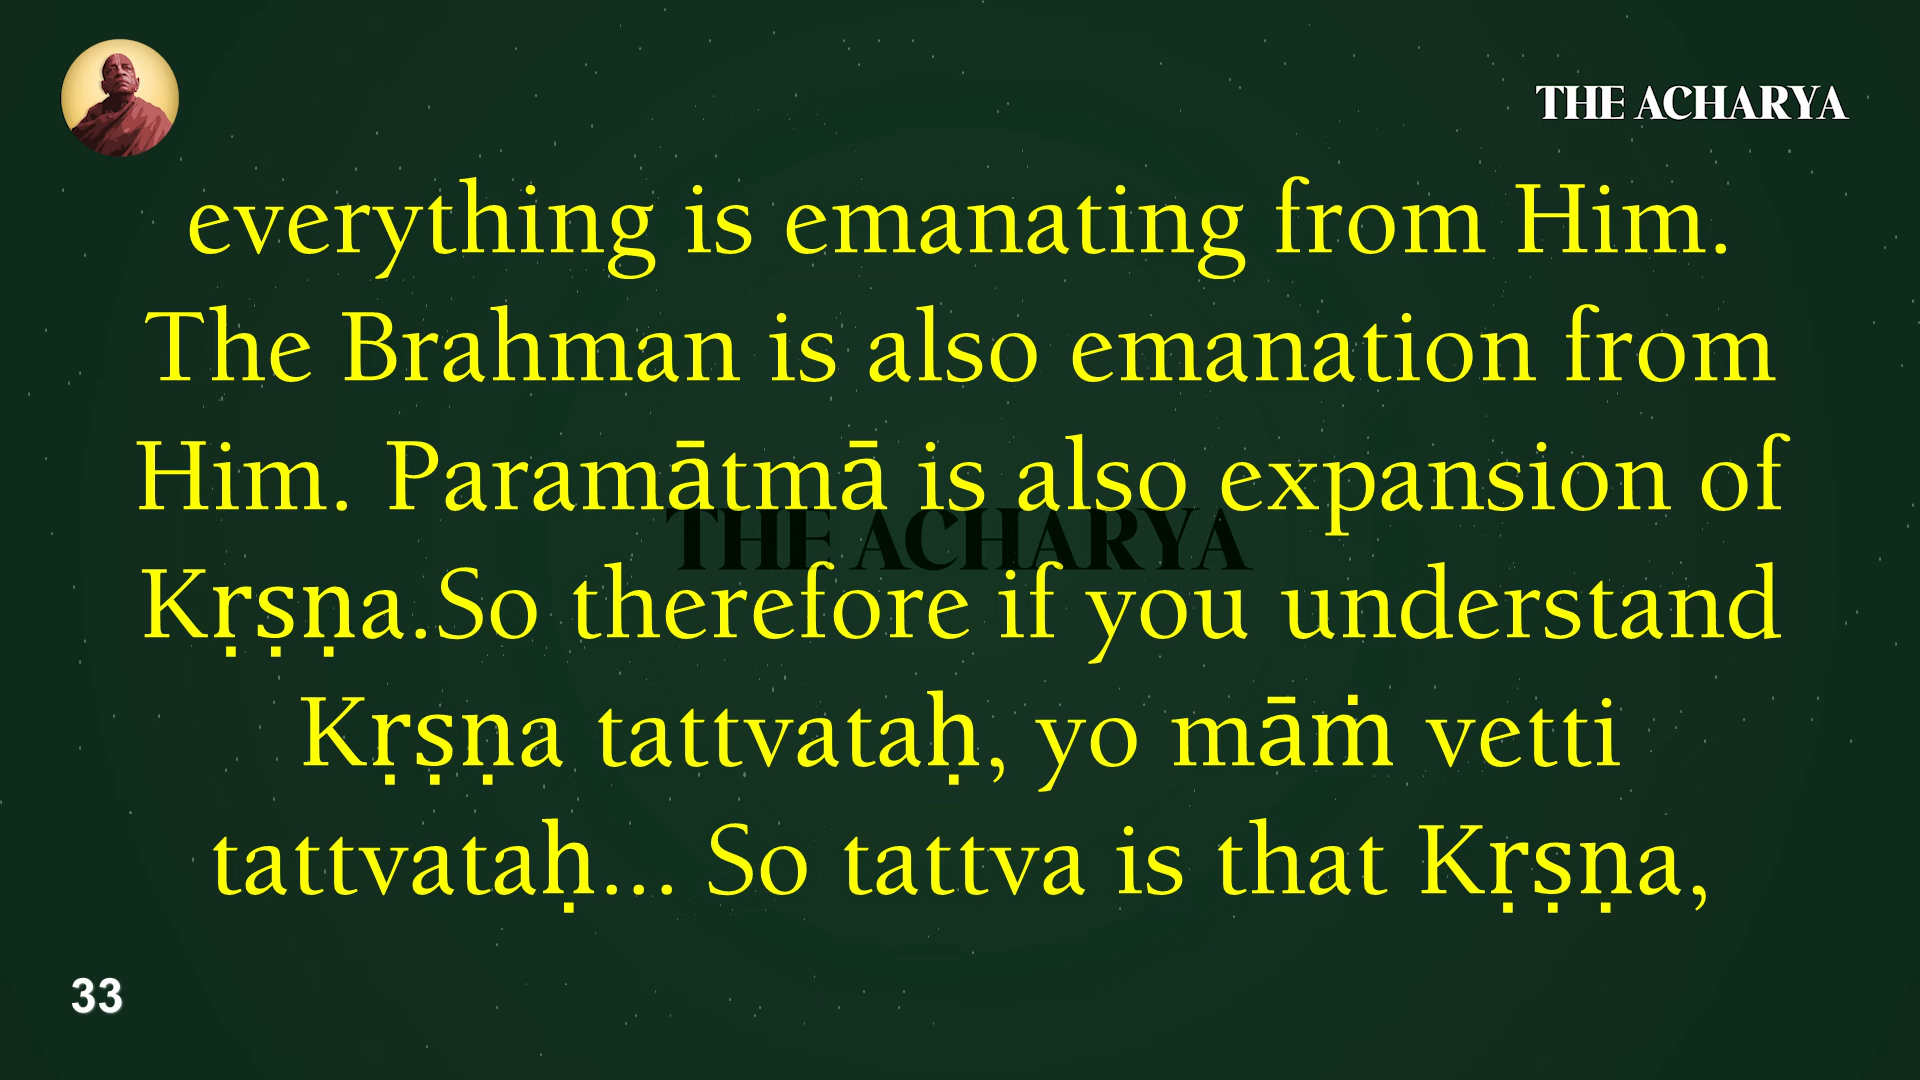 THE ACHARYA
everything is emanating from Him.
The Brahman is also emanation from
Him. Paramātmā is also expansion of
THE ACHARYA
Kṛṣṇa.So therefore if you understand
Kṛṣṇa tattvataḥ, yo māṁ vetti
tattvataḥ... So tattva is that Kṛṣṇa,
33